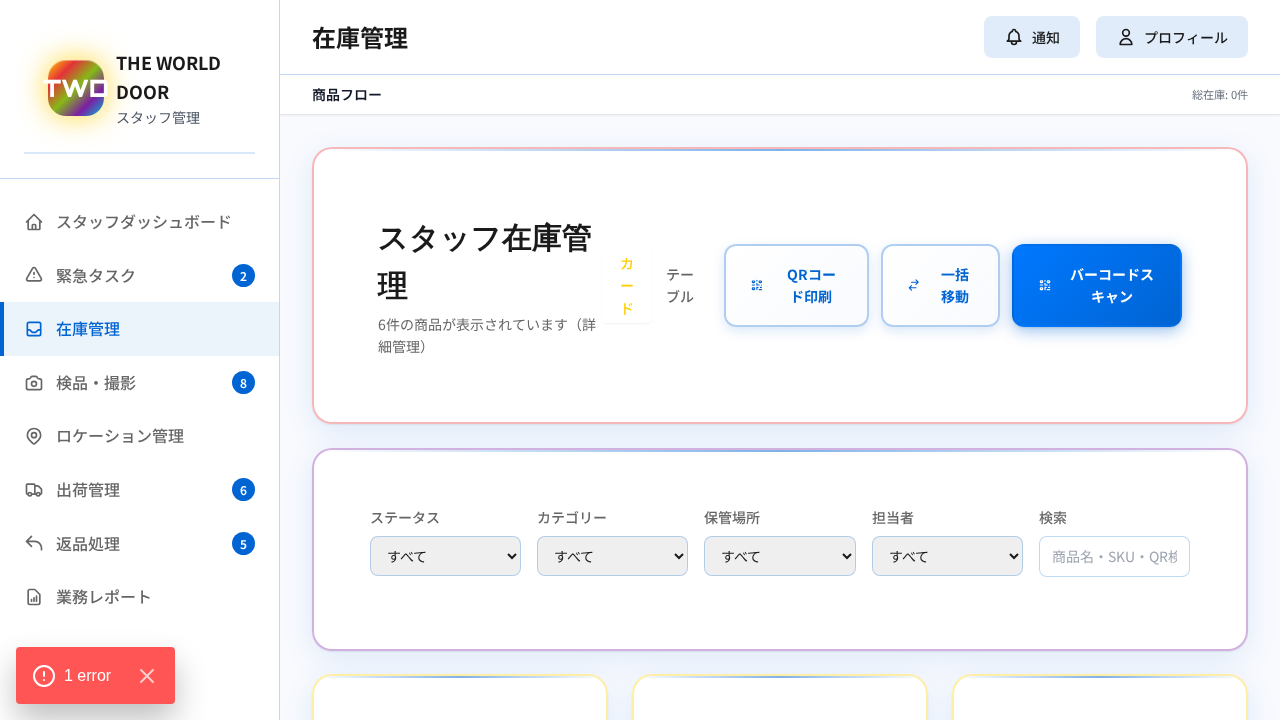 在庫管理
通知
プロフィール
TWD
THE WORLD
DOOR
スタッフ管理
商品フロー
総在庫: 0件
スタッフダッシュボード
緊急タスク
2
在庫管理
検品・撮影
8
ロケーション管理
出荷管理
6
返品処理
5
業務レポート
1 error
スタッフ在庫管
理
6件の商品が表示されています（詳
細管理）
カ
ー
ド
テー
ブル
QRコー
ド印刷
一括
移動
バーコードス
キャン
ステータス
カテゴリー
保管場所
担当者
検索
すべて
すべて
すべて
すべて
商品名・SKU・QR